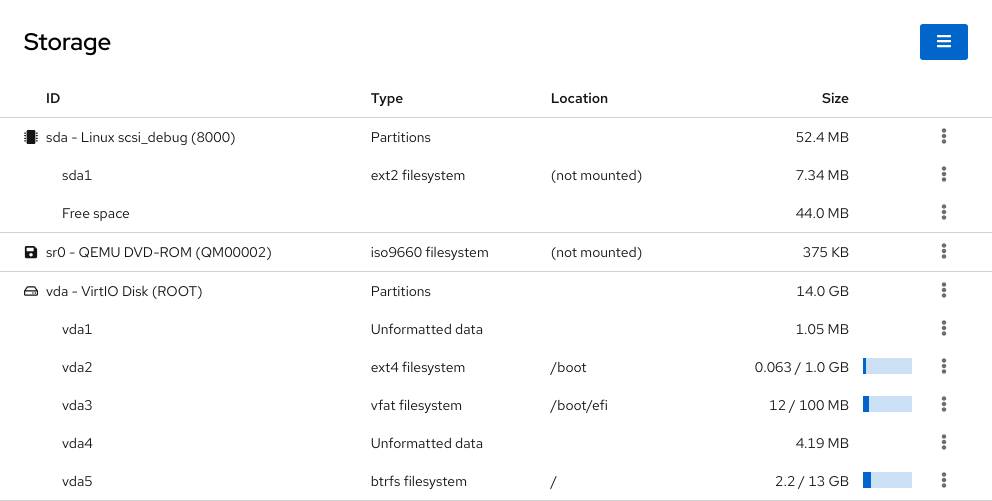 Storage
ID Type Location Size
sda - Linux scsi_debug (8000) Partitions 52.4 MB
sda1 ext2 filesystem (not mounted) 7.34 MB
Free space 44.0 MB
sr0 - QEMU DVD-ROM (QM00002) iso9660 filesystem (not mounted) 375 KB
vda - VirtIO Disk (ROOT) Partitions 14.0 GB
vda1 Unformatted data 1.05 MB
vda2 ext4 filesystem /boot 0.063 / 1.0 GB
vda3 vfat filesystem /boot/efi 12 / 100 MB
vda4 Unformatted data 4.19 MB
vda5 btrfs filesystem / 2.2 / 13 GB